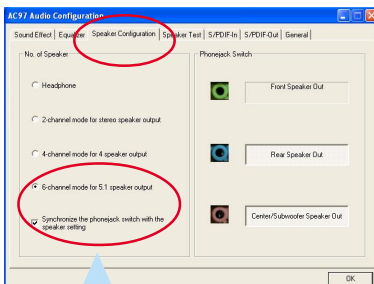 AC97 Audio Configuration
Sound Effect | Equalizer | Speaker Configuration | Speaker Test | S/PDIF-In | S/PDIF-Out | General
No. of Speaker
Phonejack Switch
Headphone
Front Speaker Out
2-channel mode for stereo speaker output
4-channel mode for 4 speaker output
Rear Speaker Out
6-channel mode for 5.1 speaker output
Synchronize the phonejack switch with the
speaker setting
Center/Subwoofer Speaker Out
OK